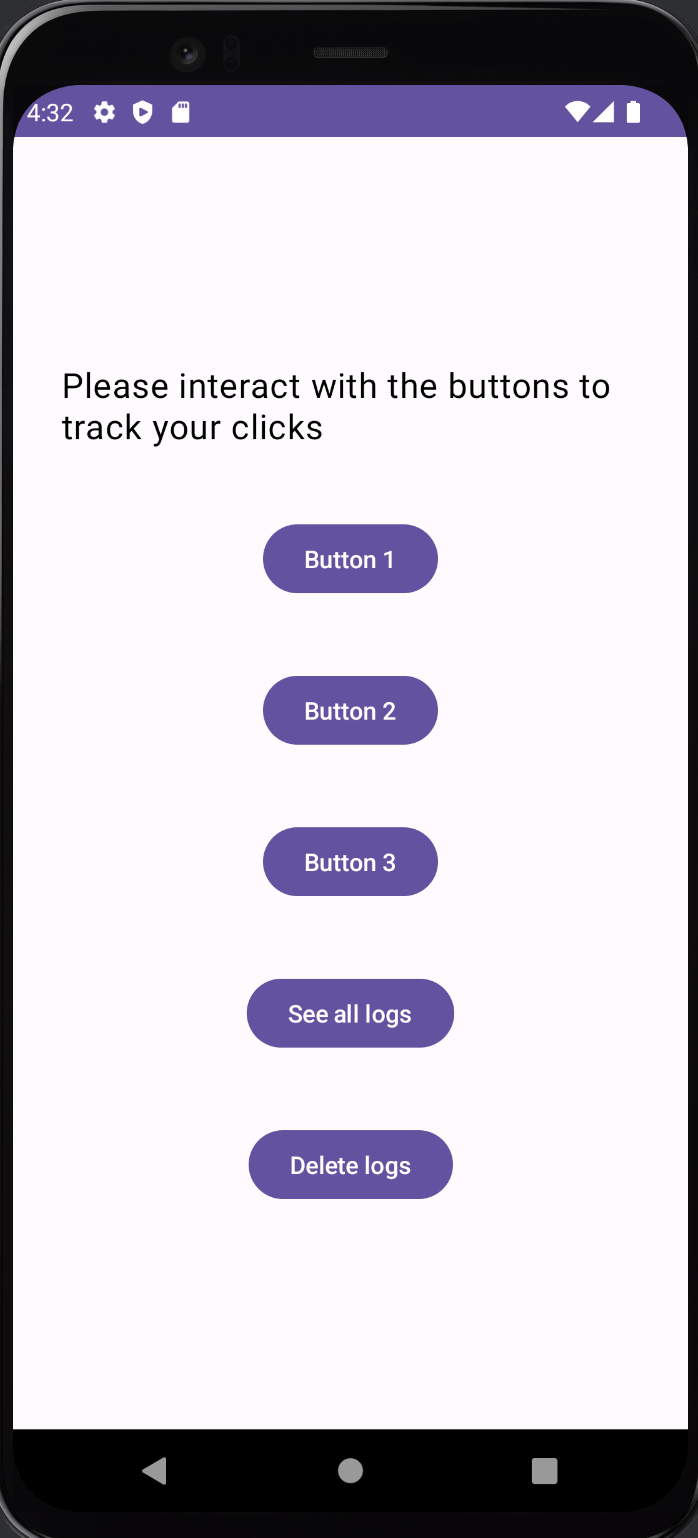 4:32
Please interact with the buttons to
track your clicks
Button 1
Button 2
Button 3
See all logs
Delete logs